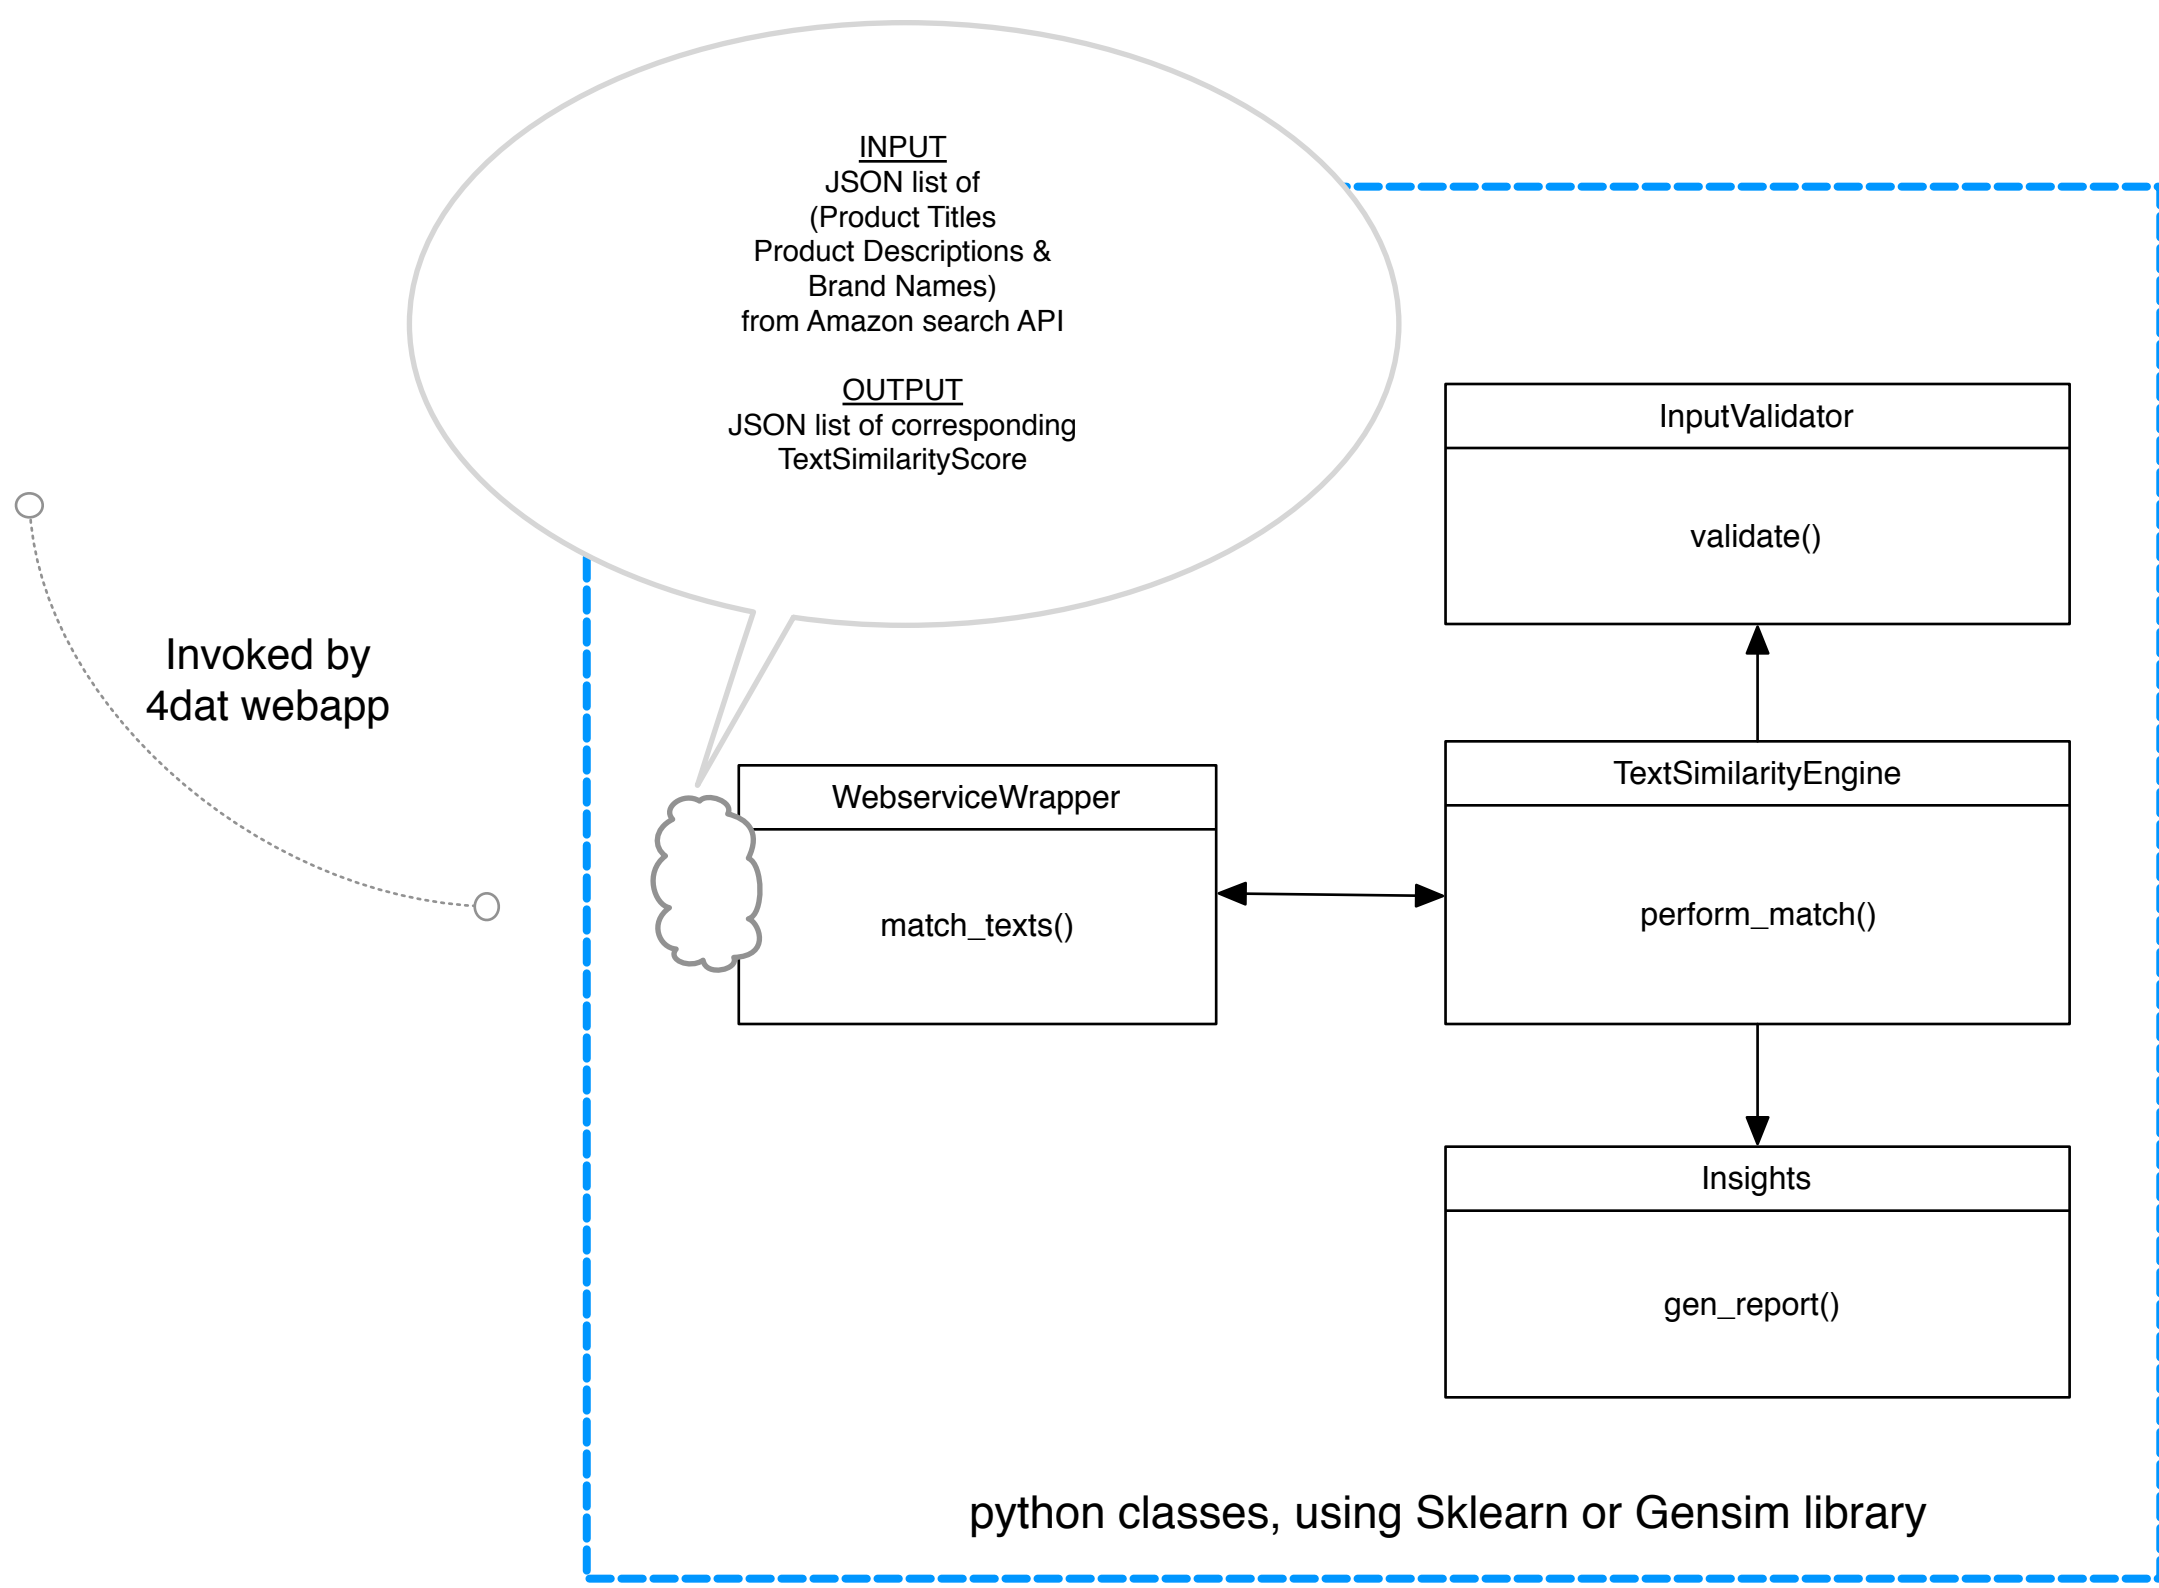 INPUT
JSON list of
(Product Titles
Product Descriptions &
Brand Names)
from Amazon search API
OUTPUT
JSON list of corresponding
TextSimilarityScore
InputValidator
validate()
Invoked by
4dat webapp
WebserviceWrapper
match_texts()
TextSimilarityEngine
perform_match()
Insights
gen_report()
python classes, using Sklearn or Gensim library